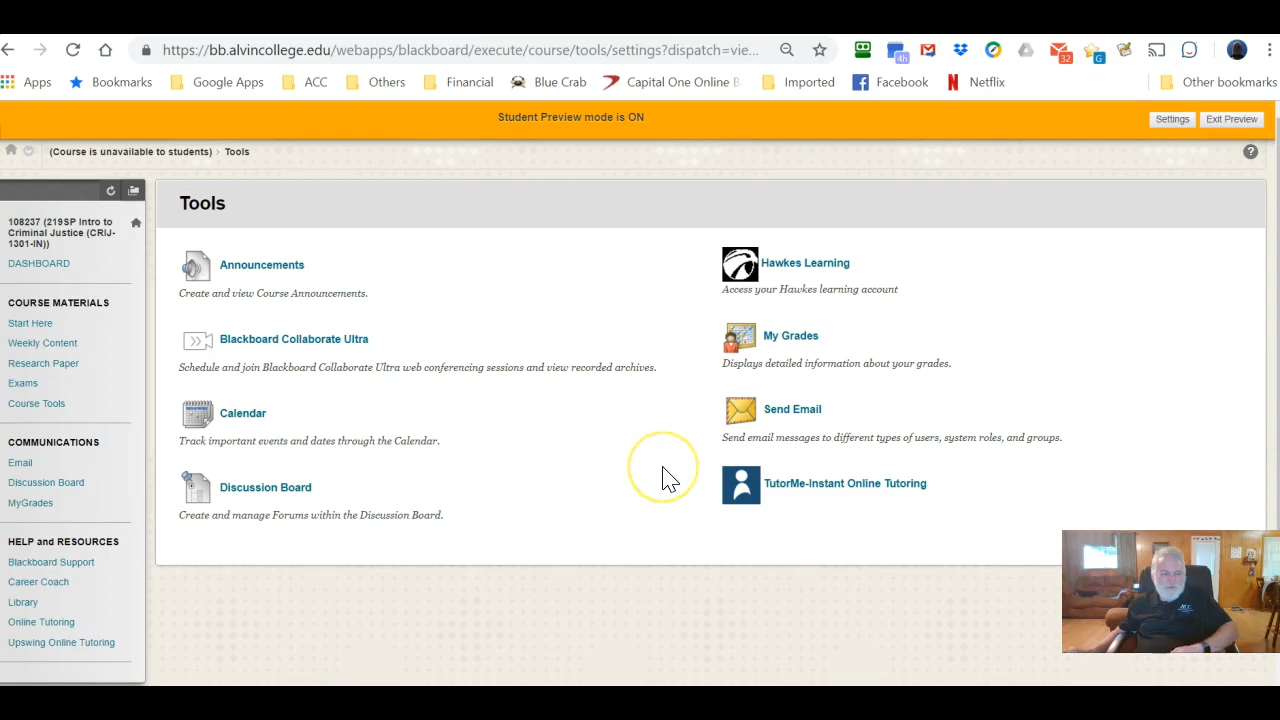 https://bb.alvincollege.edu/webapps/blackboard/execute/course/tools/settings?dispatch=vie...
4h
32
G
Apps
Bookmarks
Google Apps
ACC
Others
Financial
Blue Crab
Capital One Online B
Imported
Facebook
Netflix
Other bookmarks
Student Preview mode is ON
Settings
Exit Preview
(Course is unavailable to students) › Tools
?
108237 (219SP Intro to
Criminal Justice (CRIJ-
1301-IN))
DASHBOARD
COURSE MATERIALS
Start Here
Weekly Content
Research Paper
Exams
Course Tools
COMMUNICATIONS
Email
Discussion Board
MyGrades
HELP and RESOURCES
Blackboard Support
Career Coach
Library
Online Tutoring
Upswing Online Tutoring
Tools
Announcements
Create and view Course Announcements.
Blackboard Collaborate Ultra
Schedule and join Blackboard Collaborate Ultra web conferencing sessions and view recorded archives.
Calendar
Track important events and dates through the Calendar.
Discussion Board
Create and manage Forums within the Discussion Board.
Hawkes Learning
Access your Hawkes learning account
My Grades
Displays detailed information about your grades.
Send Email
Send email messages to different types of users, system roles, and groups.
TutorMe-Instant Online Tutoring